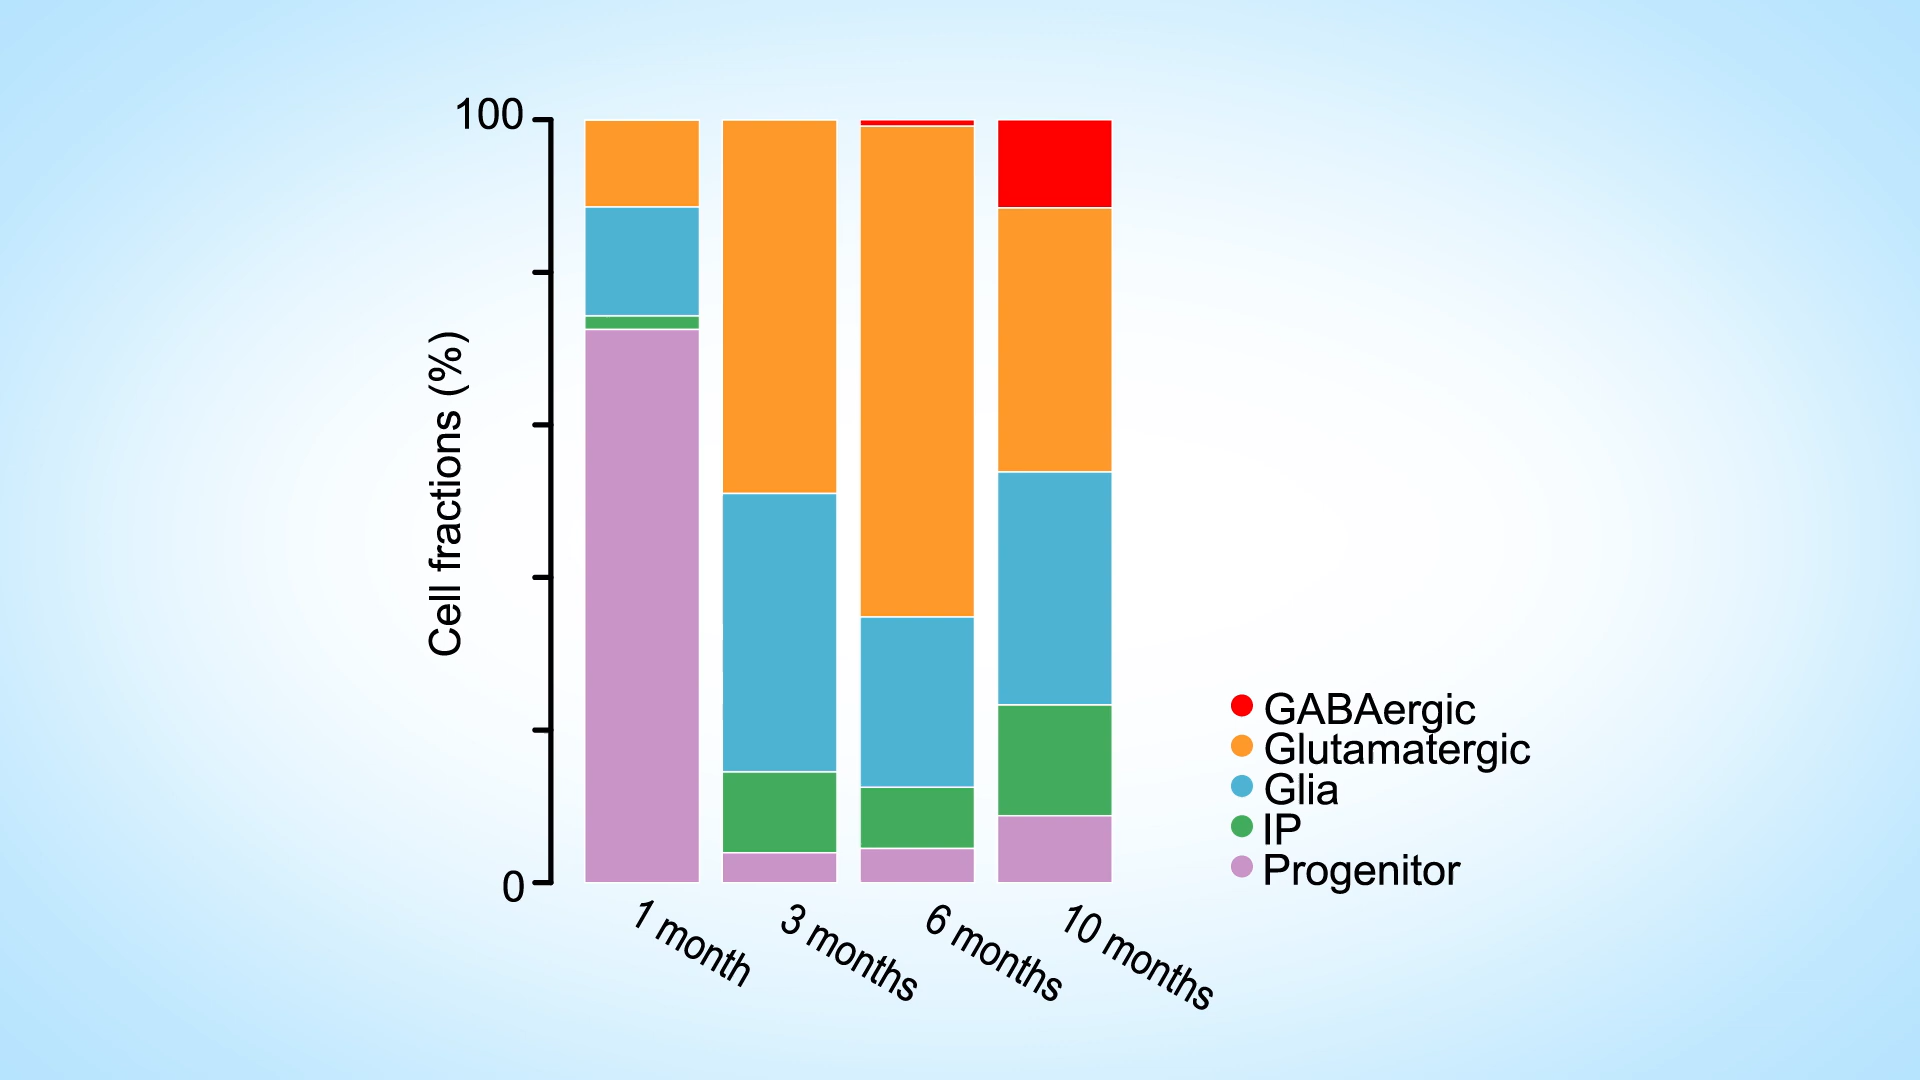 100
Cell fractions (%)
0
1 month
3 months
6 months
10 months
GABAergic
Glutamatergic
Glia
IP
Progenitor